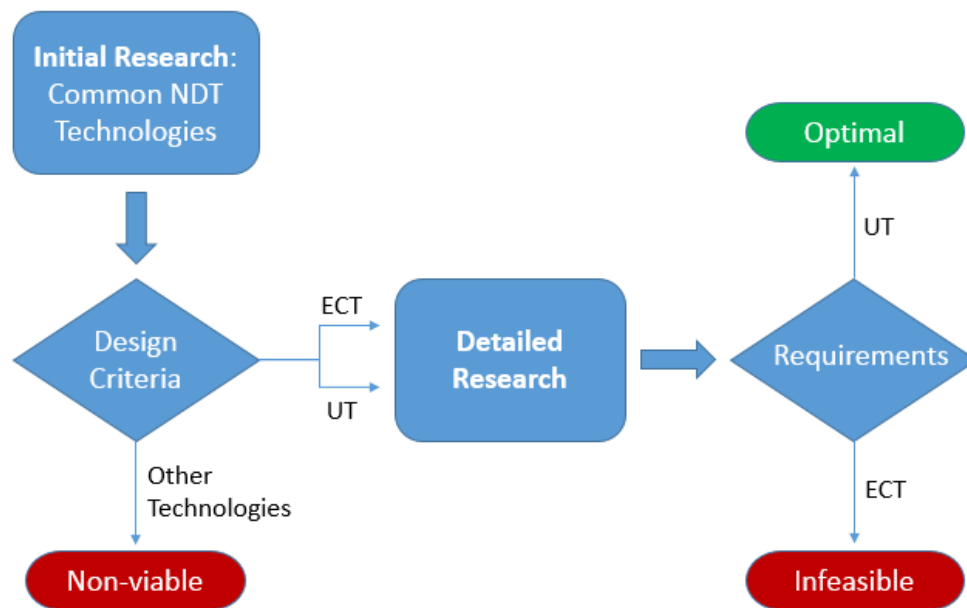 Initial Research:
Common NDT
Technologies
Optimal
UT
Design
Criteria
ECT
UT
Detailed
Research
Requirements
Other
Technologies
ECT
Non-viable
Infeasible